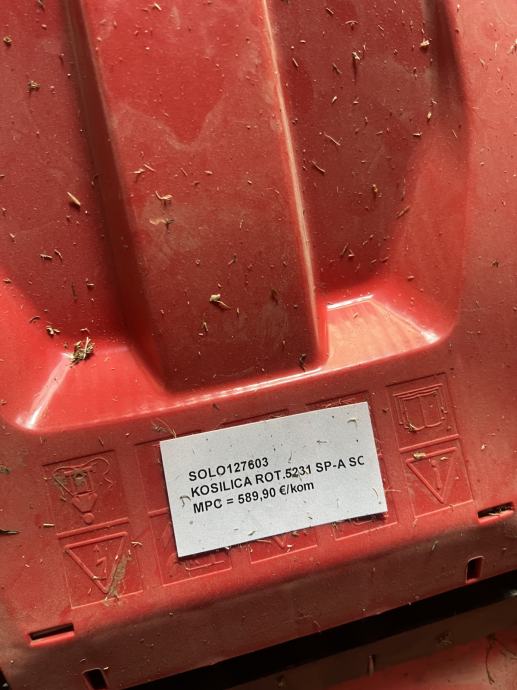 SOLO127603
KOSILICA ROT.5231 SP-A SC
MPC = 589,90 €/kom